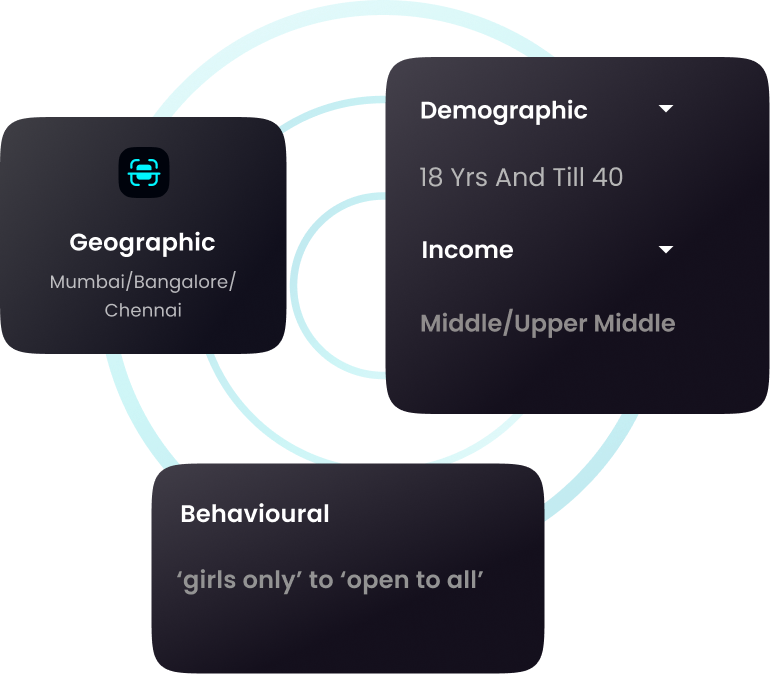 Geographic
Mumbai/Bangalore/
Chennai
Demographic
18 Yrs And Till 40
Income
Middle/Upper Middle
Behavioural
‘girls only’ to ‘open to all’